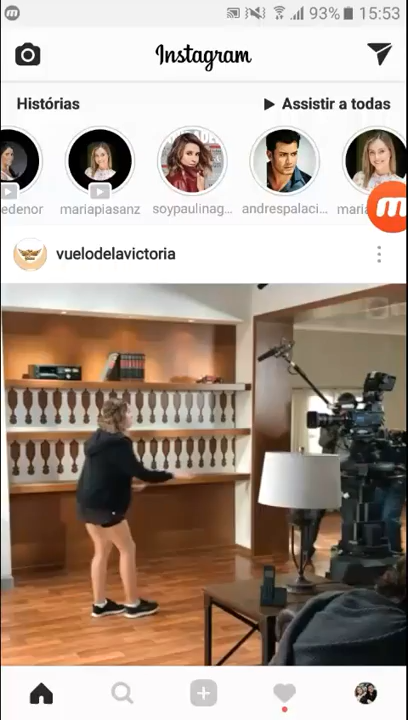 93% 15:53
Instagram
Histórias
Assistir a todas
edenor
mariapiasanz
soypaulinag...
andrespalaci...
maria
vuelodelavictoria